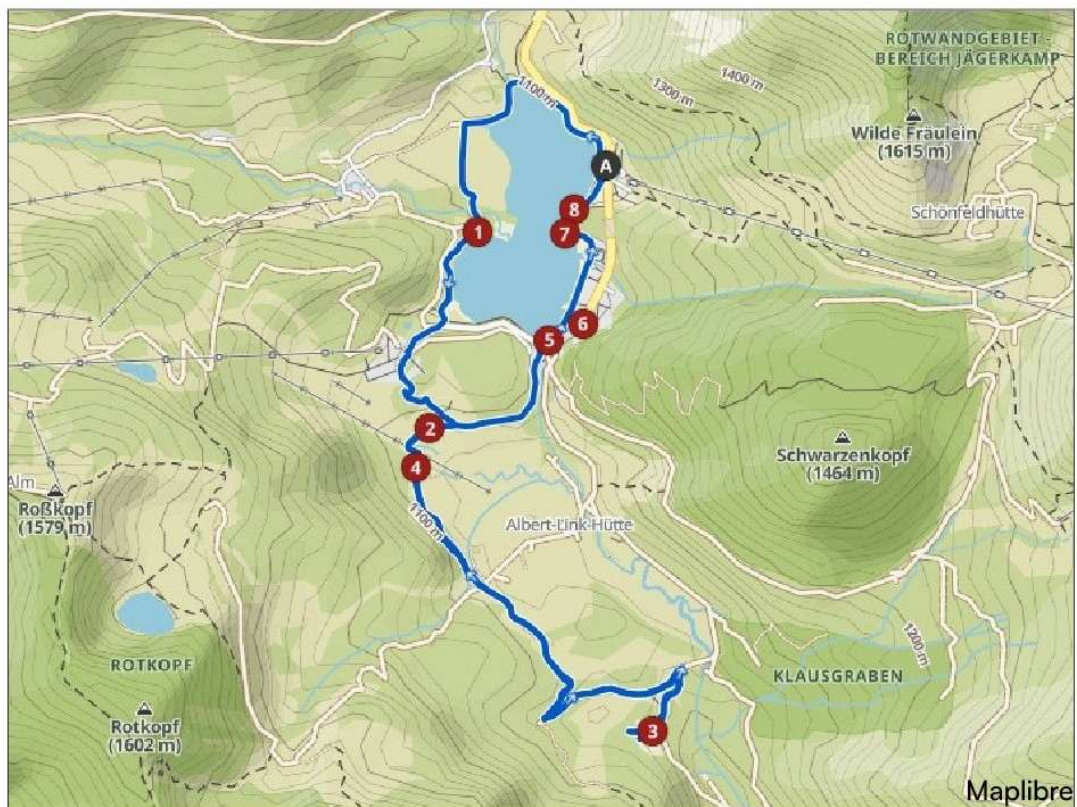 ROTWANDGEBIET -
BEREICH JÄGERKAMP
1100 m
1300 m
1400 m
Wilde Fräulein
(1615 m)
A
Schönfeldhütte
8
7
1
6
5
2
4
Schwarzenkopf
(1464 m)
Alm
Roßkopf
(1579 m)
1100 m
Albert-Link-Hütte
1200 m
ROTKOPF
KLAUSGRABEN
Rotkopf
(1602 m)
3
Maplibre